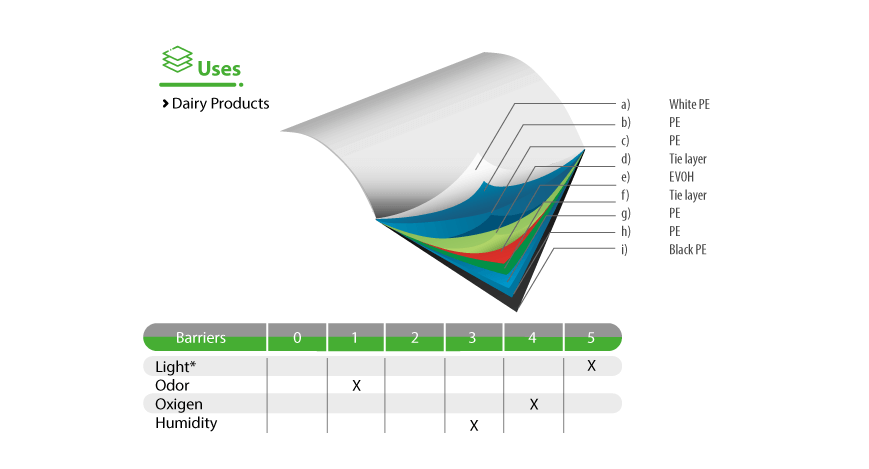 Uses
Dairy Products
a) White PE
b) PE
c) PE
d) Tie layer
e) EVOH
f) Tie layer
g) PE
h) PE
i) Black PE
Barriers 0 1 2 3 4 5
Light* X
Odor X
Oxigen X
Humidity X